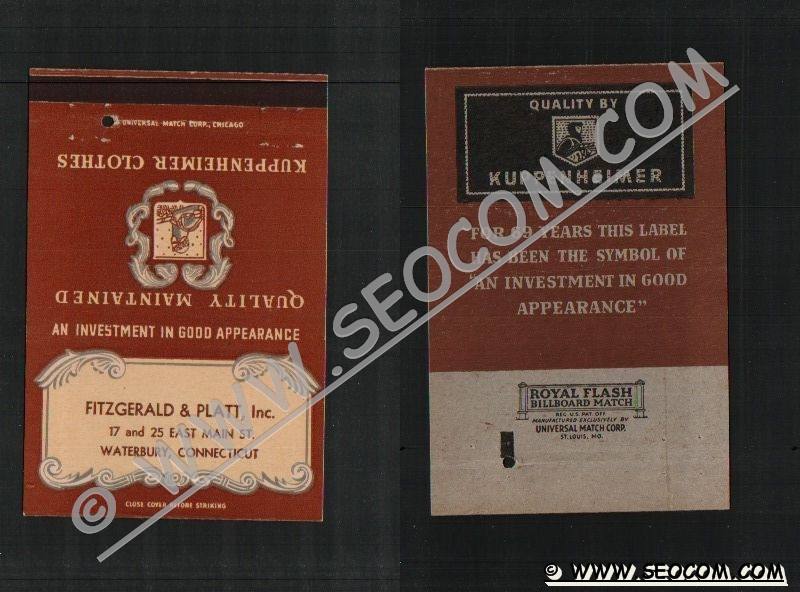 UNIVERSAL MATCH CORP., CHICAGO
KUPPENHEIMER CLOTHES
QUALITY MAINTAINED
AN INVESTMENT IN GOOD APPEARANCE
FITZGERALD & PLATT, Inc.
17 and 25 EAST MAIN ST.
WATERBURY, CONNECTICUT
CLOSE COVER BEFORE STRIKING
QUALITY BY
KUPPENHEIMER
"FOR 69 YEARS THIS LABEL
HAS BEEN THE SYMBOL OF
"AN INVESTMENT IN GOOD
APPEARANCE"
ROYAL FLASH
BILLBOARD MATCH
REG. U.S. PAT. OFF.
MANUFACTURED EXCLUSIVELY BY
UNIVERSAL MATCH CORP.
ST. LOUIS, MO.
© WWW.SEOCOM.COM
© WWW.SEOCOM.COM